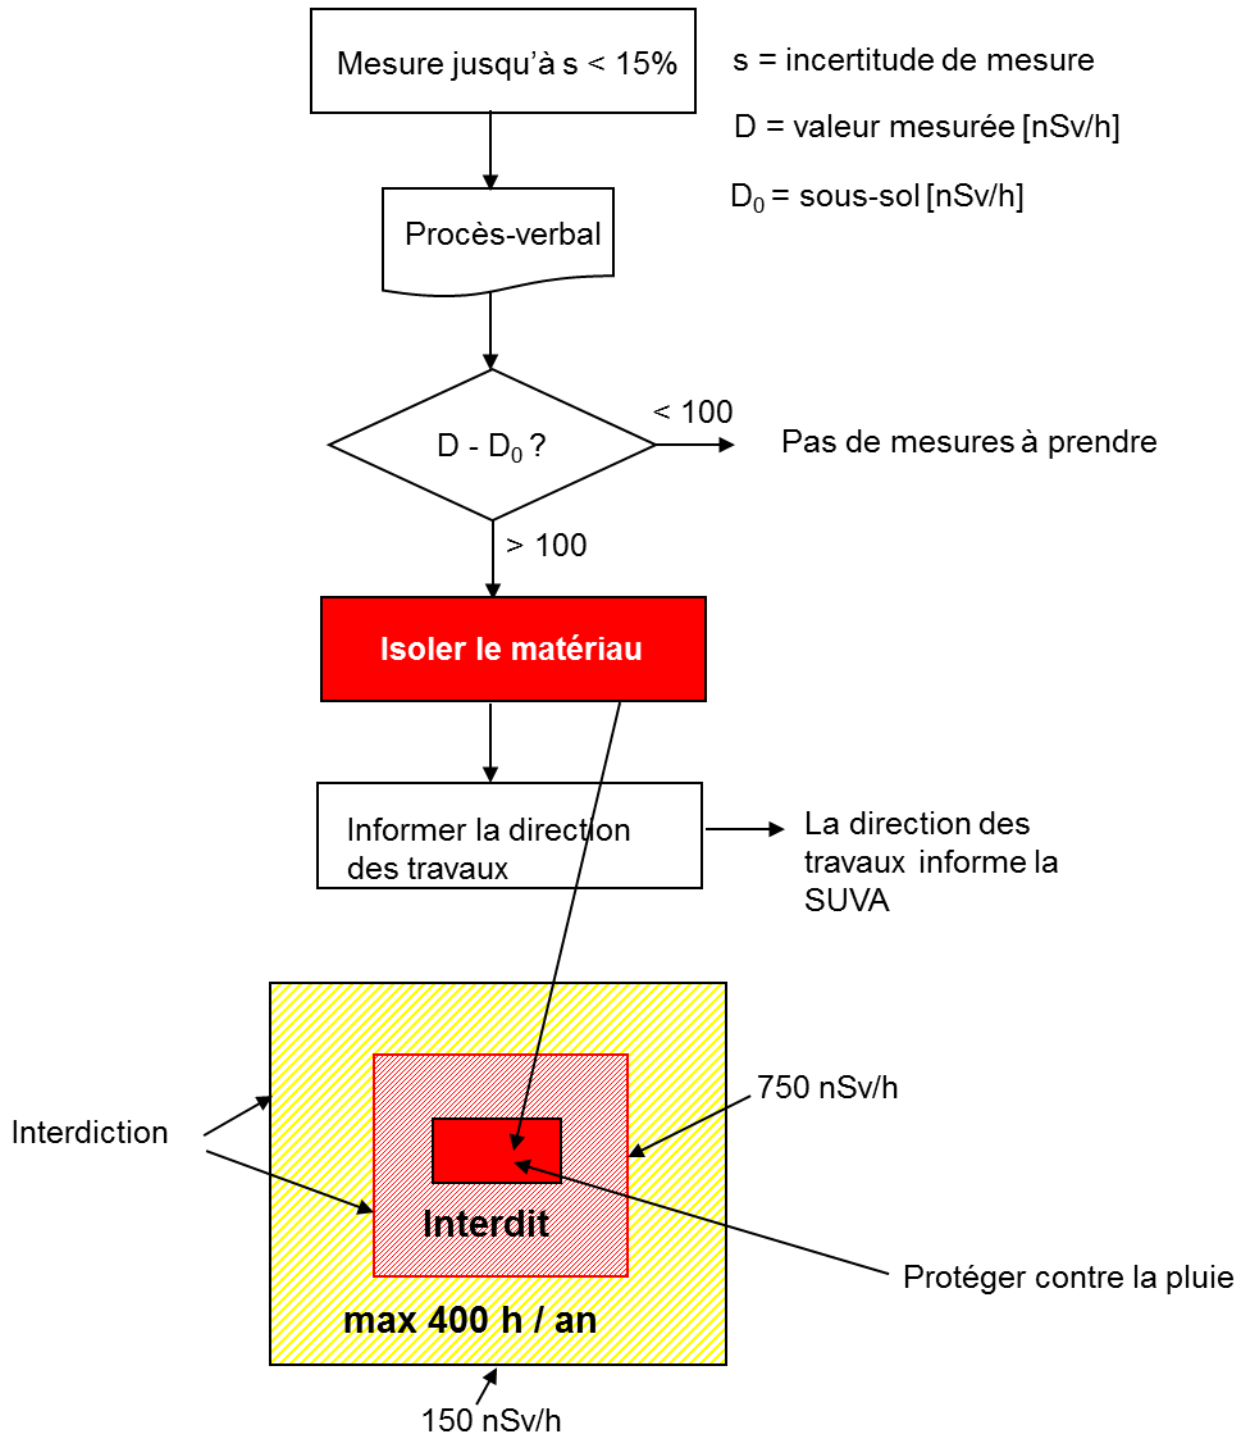 Mesure jusqu'à s < 15%
s = incertitude de mesure
D = valeur mesurée [nSv/h]
D₀ = sous-sol [nSv/h]
Procès-verbal
D - D₀ ?
< 100
Pas de mesures à prendre
> 100
Isoler le matériau
Informer la direction
des travaux
La direction des
travaux informe la
SUVA
Interdiction
750 nSv/h
Interdit
Protéger contre la pluie
max 400 h / an
150 nSv/h